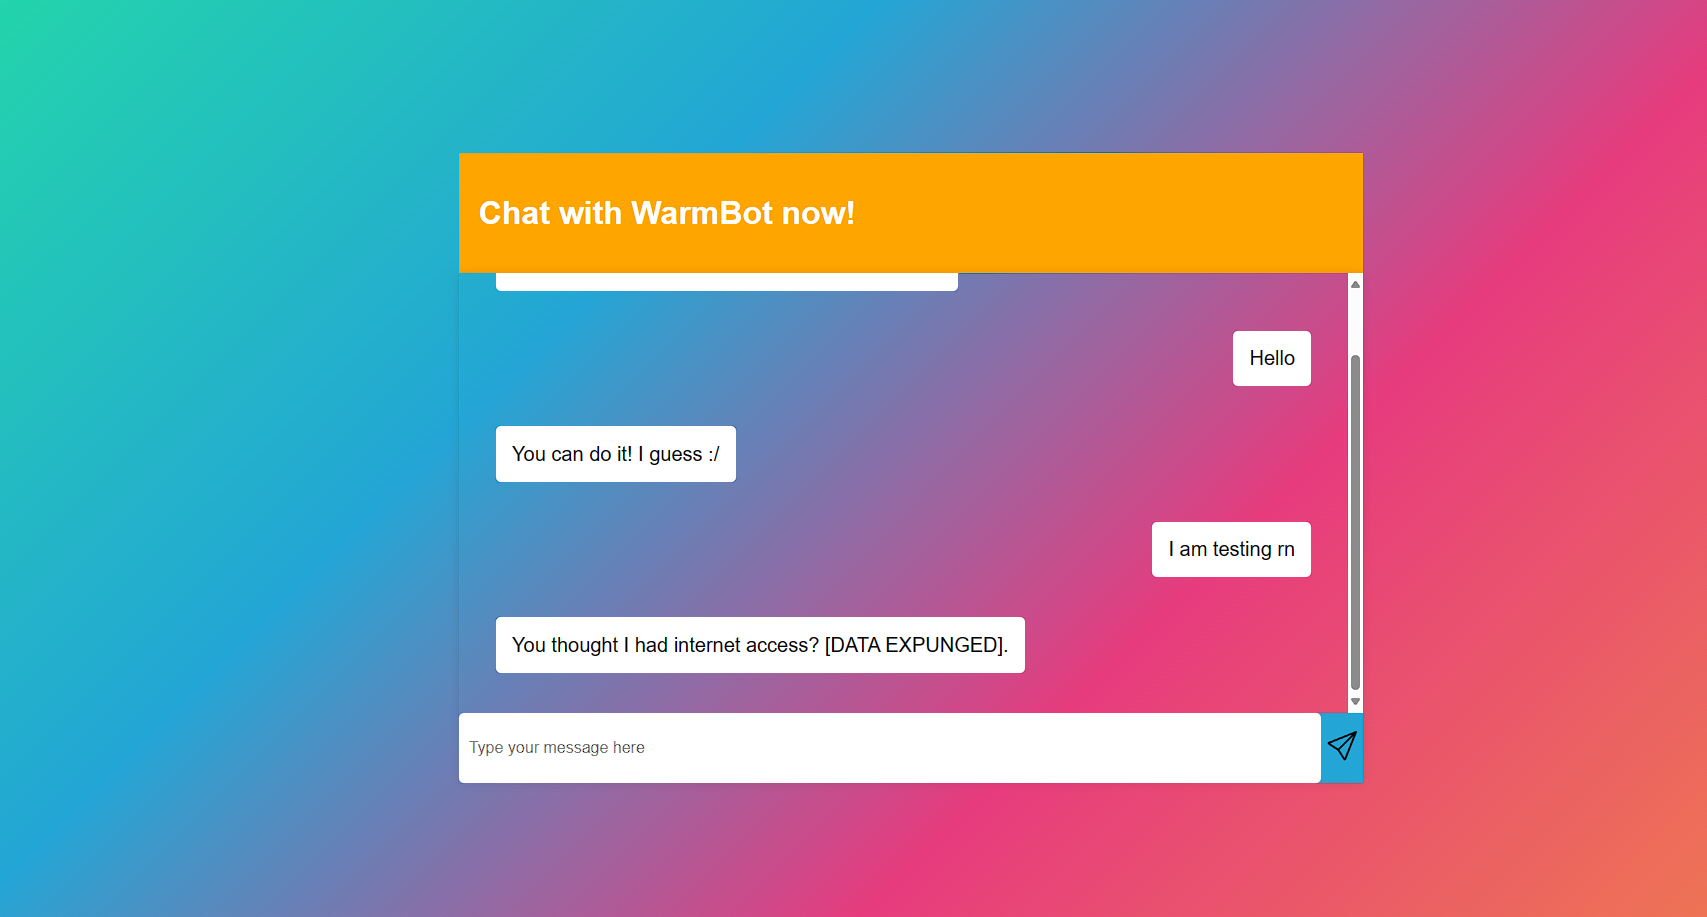 Chat with WarmBot now!
Hello
You can do it! I guess :/
I am testing rn
You thought I had internet access? [DATA EXPUNGED].
Type your message here